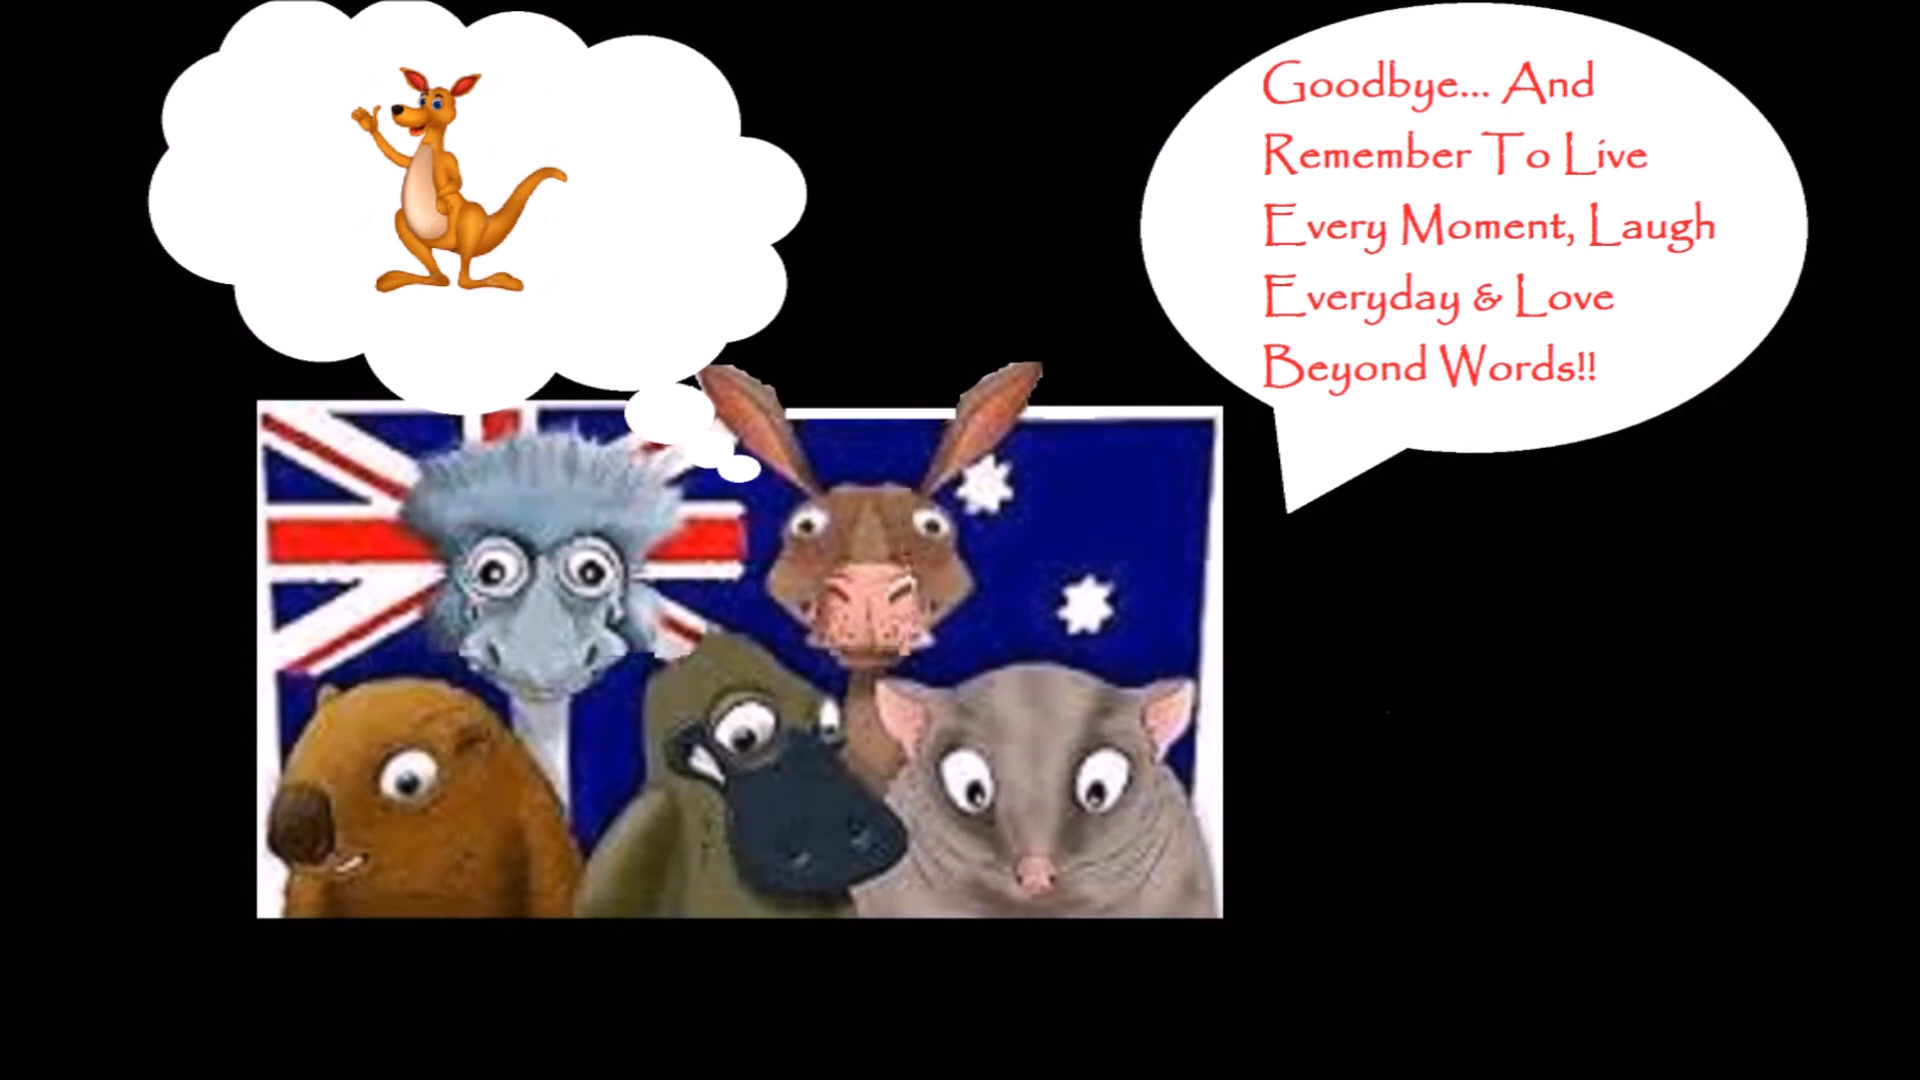 Goodbye... And
Remember To Live
Every Moment, Laugh
Everyday & Love
Beyond Words!!